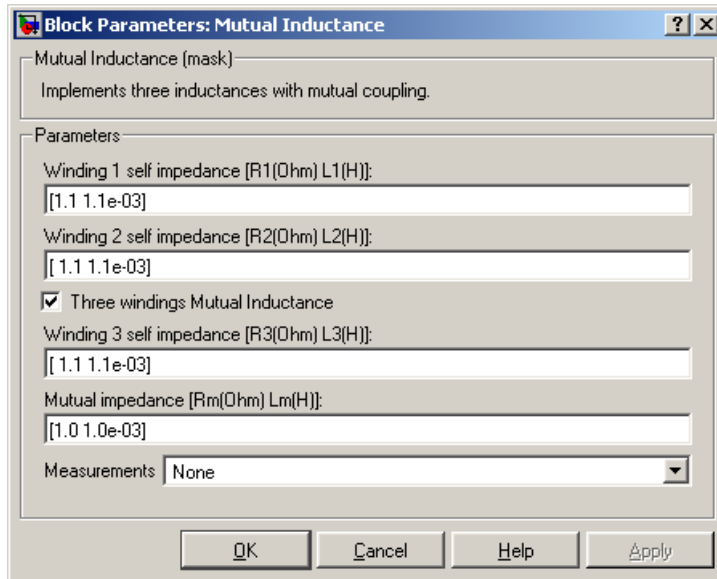 Block Parameters: Mutual Inductance
Mutual Inductance (mask)
Implements three inductances with mutual coupling.
Parameters
Winding 1 self impedance [R1(Ohm) L1(H)]:
[1.1 1.1e-03]
Winding 2 self impedance [R2(Ohm) L2(H)]:
[ 1.1 1.1e-03]
Three windings Mutual Inductance
Winding 3 self impedance [R3(Ohm) L3(H)]:
[ 1.1 1.1e-03]
Mutual impedance [Rm(Ohm) Lm(H)]:
[1.0 1.0e-03]
Measurements None
OK Cancel Help Apply